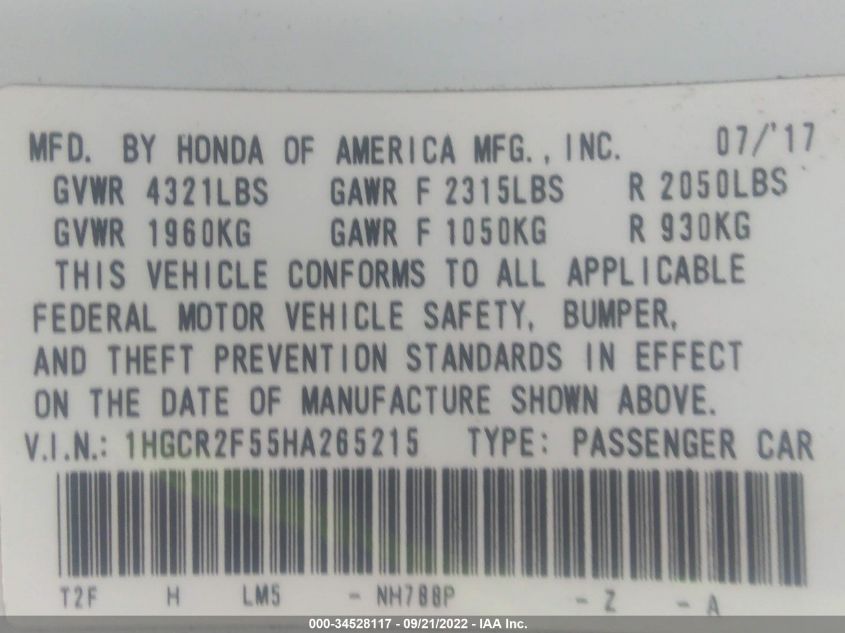 MFD. BY HONDA OF AMERICA MFG., INC. 07/'17
GVWR 4321LBS GAWR F 2315LBS R 2050LBS
GVWR 1960KG GAWR F 1050KG R 930KG
THIS VEHICLE CONFORMS TO ALL APPLICABLE
FEDERAL MOTOR VEHICLE SAFETY, BUMPER,
AND THEFT PREVENTION STANDARDS IN EFFECT
ON THE DATE OF MANUFACTURE SHOWN ABOVE.
V.I.N.: 1HGCR2F55HA265215 TYPE: PASSENGER CAR
T2F H LM5 - NH788P - Z - A
000-34528117 - 09/21/2022 - IAA Inc.